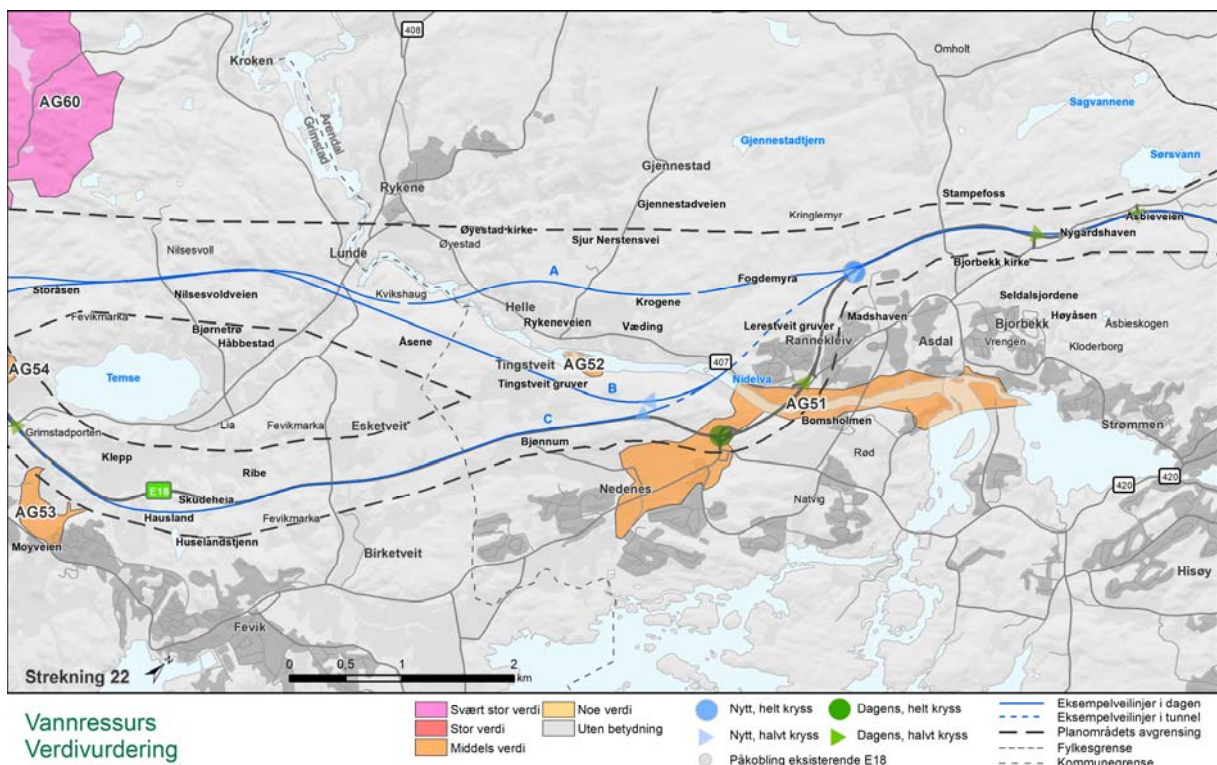 408
Omholt
Kroken
AG60
Sagvannene
Arendal
Grimstad
Gjennestadtjern
Sørsvann
Gjennestad
Rykene
Stampefoss
Gjennestadveien
Kringlemyr
Åsbieveien
Øyestad kirke
Nygårdshaven
Øyestad
Sjur Nerstensvei
Nilsesvoll
Lunde
Bjorbekk kirke
A
Fogdemyra
Storåsen
Nilsesvoldveien
Kvikshaug
Krogene
Seldalsjordene
Fevikmarka
Helle
Madshaven
Høyåsen
Bjørnetrø
Rykeneveien
Væding
Lerestveit gruver
Bjorbekk
Åsbieskogen
Håbbestad
Åsene
Rannekleiv
Asdal
Vrengen
Kloderborg
AG54
Tingstveit
AG52
407
Temse
Tingstveit gruver
B
Nidelva
AG51
C
Bomsholmen
Grimstadporten
Lia
Fevikmarka
Esketveit
Strømmen
Bjønnum
Klepp
Rød
Ribe
420
420
E18
Nedenes
Natvig
Skudeheia
AG53
Hausland
Fevikmarka
Moyveien
Huselandstjenn
Birketveit
Hisøy
Fevik
Strekning 22
N
0 0,5 1 2
km
Vannressurs
Verdivurdering
Svært stor verdi
Stor verdi
Middels verdi
Noe verdi
Uten betydning
Nytt, helt kryss
Nytt, halvt kryss
Påkobling eksisterende E18
Dagens, helt kryss
Dagens, halvt kryss
Eksempelveilinjer i dagen
Eksempelveilinjer i tunnel
Planområdets avgrensing
Fylkesgrense
Kommunegrense